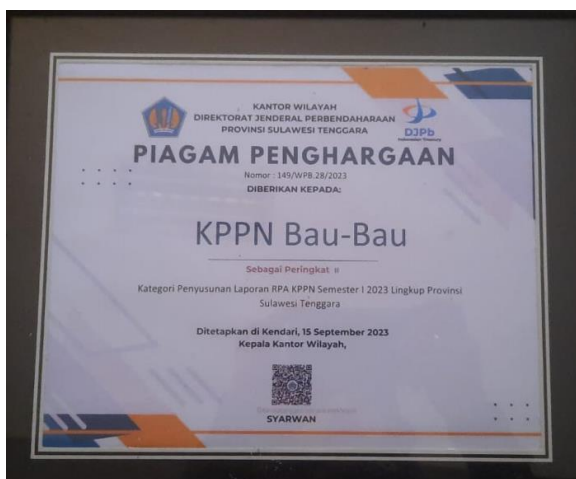 KANTOR WILAYAH
DIREKTORAT JENDERAL PERBENDAHARAAN
PROVINSI SULAWESI TENGGARA
DJPb
PIAGAM PENGHARGAAN
Nomor : 149/WPB.28/2023
DIBERIKAN KEPADA:
KPPN Bau-Bau
Sebagai Peringkat II
Kategori Penyusunan Laporan RPA KPPN Semester I 2023 Lingkup Provinsi
Sulawesi Tenggara
Ditetapkan di Kendari, 15 September 2023
Kepala Kantor Wilayah,
SYARWAN